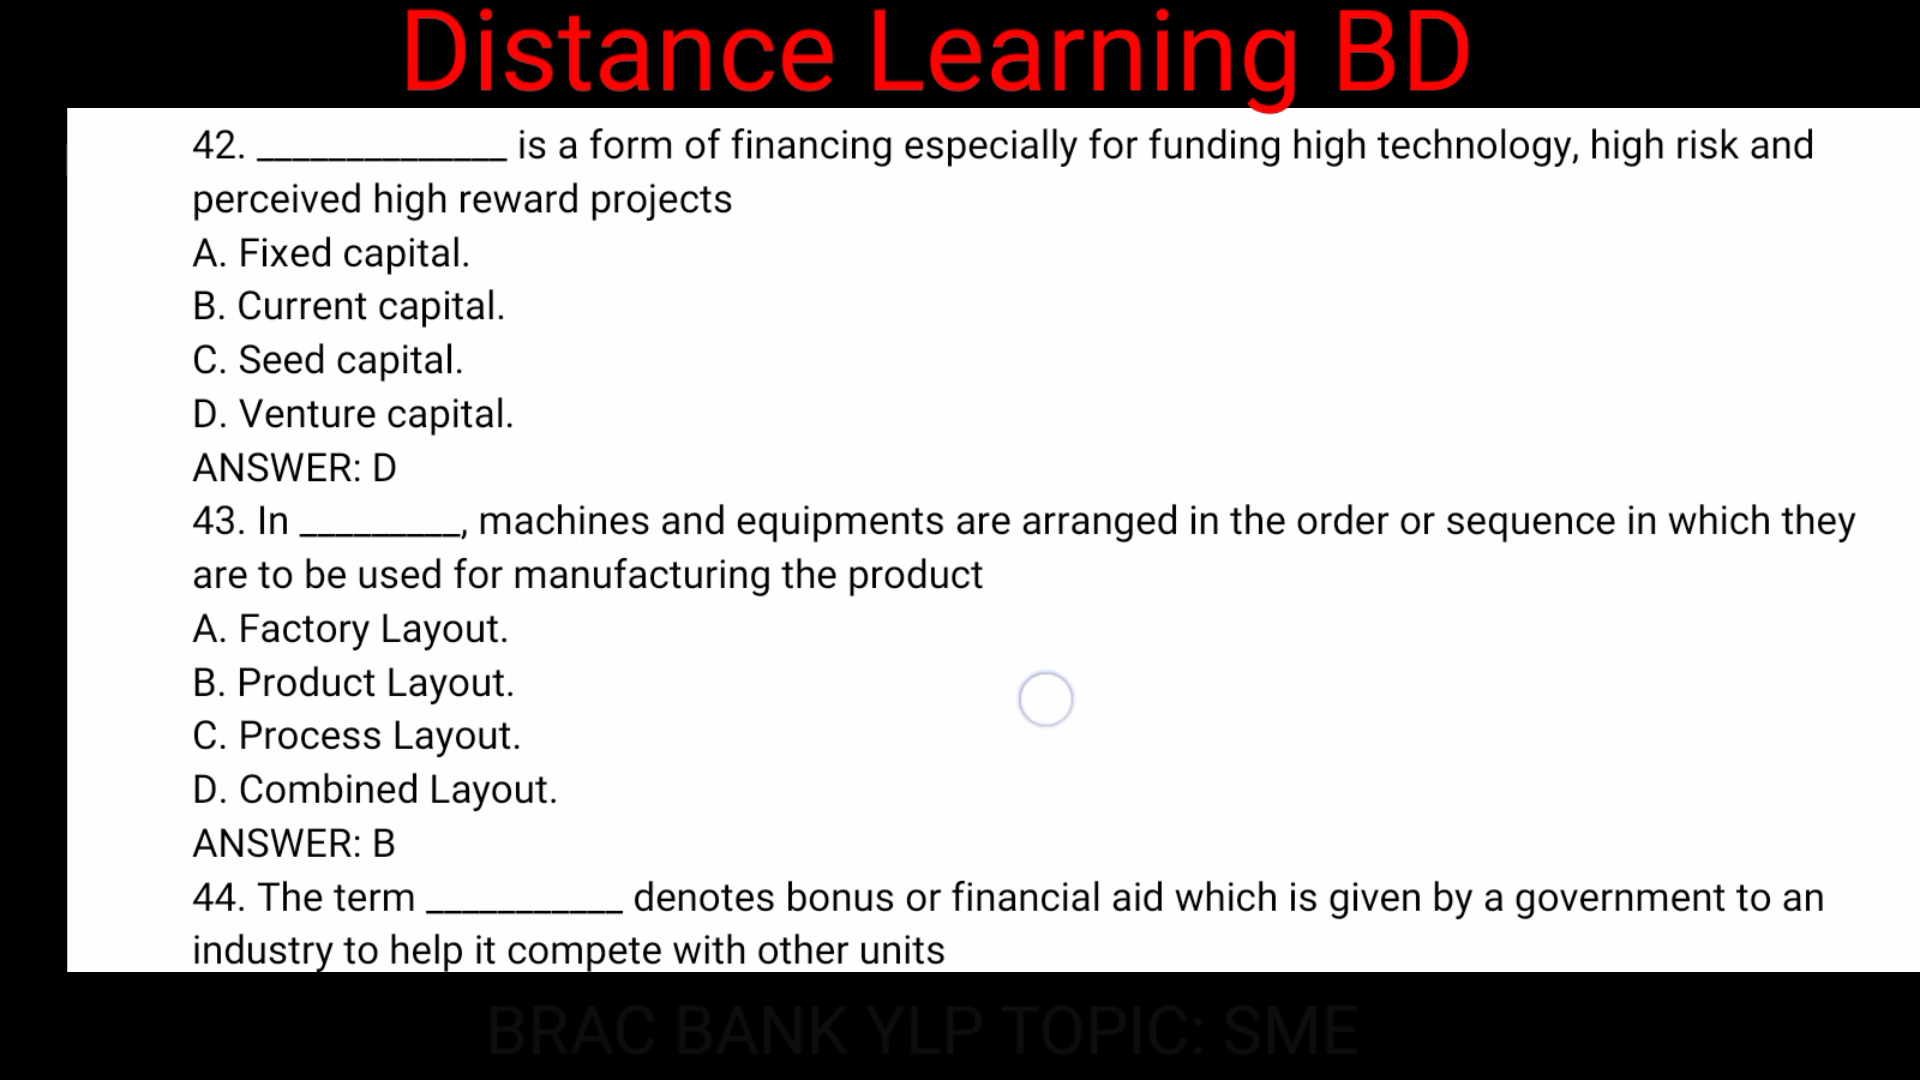 Distance Learning BD
42. ______________ is a form of financing especially for funding high technology, high risk and
perceived high reward projects
A. Fixed capital.
B. Current capital.
C. Seed capital.
D. Venture capital.
ANSWER: D
43. In _________, machines and equipments are arranged in the order or sequence in which they
are to be used for manufacturing the product
A. Factory Layout.
B. Product Layout.
C. Process Layout.
D. Combined Layout.
ANSWER: B
44. The term ___________ denotes bonus or financial aid which is given by a government to an
industry to help it compete with other units
BRAC BANK YLP TOPIC: SME